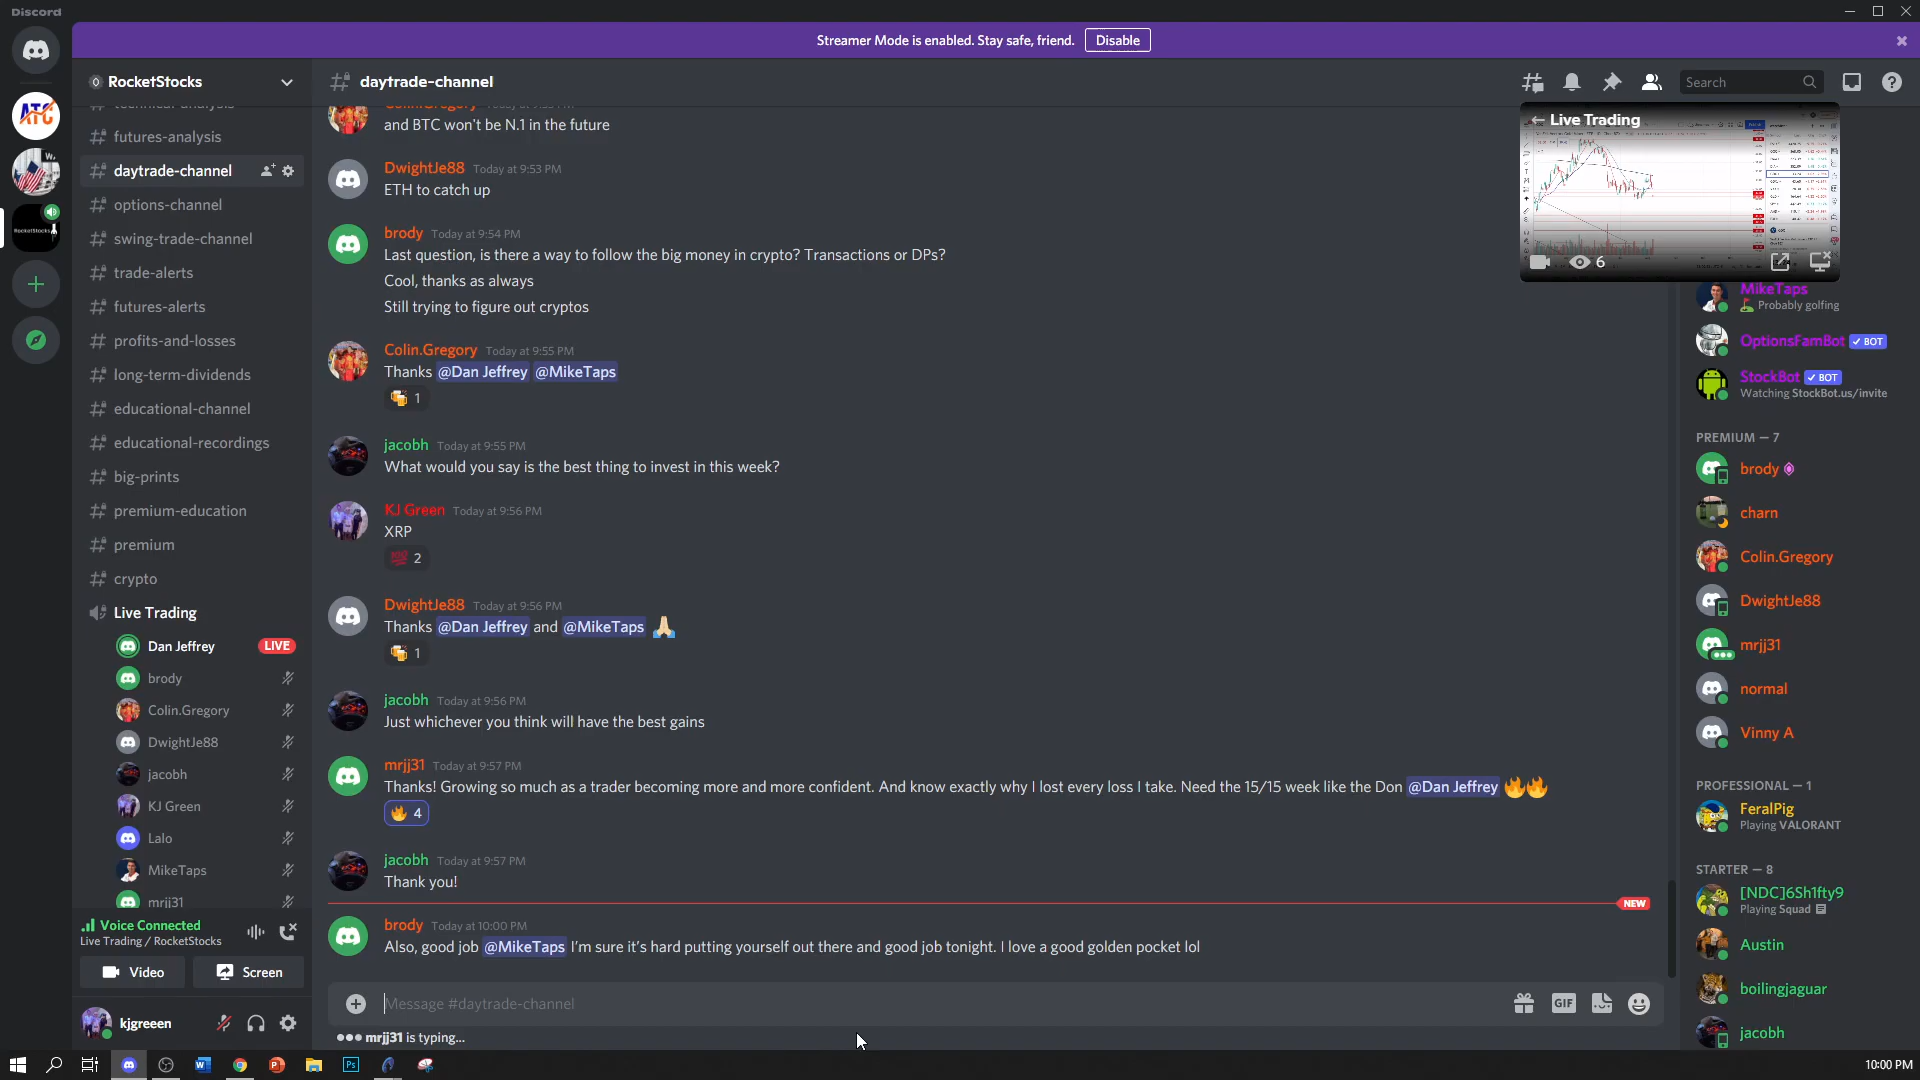 Discord
Streamer Mode is enabled. Stay safe, friend. Disable
RocketStocks
daytrade-channel
Search
technical-analysis
futures-analysis
daytrade-channel
options-channel
swing-trade-channel
trade-alerts
futures-alerts
profits-and-losses
long-term-dividends
educational-channel
educational-recordings
big-prints
premium-education
premium
crypto
Live Trading
Dan Jeffrey LIVE
brody
Colin.Gregory
DwightJe88
jacobh
KJ Green
Lalo
MikeTaps
mrjj31
Voice Connected
Live Trading / RocketStocks
Video Screen
kjgreeen
Colin.Gregory
and BTC won't be N.1 in the future
DwightJe88 Today at 9:53 PM
ETH to catch up
brody Today at 9:54 PM
Last question, is there a way to follow the big money in crypto? Transactions or DPs?
Cool, thanks as always
Still trying to figure out cryptos
Colin.Gregory Today at 9:55 PM
Thanks @Dan Jeffrey @MikeTaps
1
jacobh Today at 9:55 PM
What would you say is the best thing to invest in this week?
KJ Green Today at 9:56 PM
XRP
2
DwightJe88 Today at 9:56 PM
Thanks @Dan Jeffrey and @MikeTaps 🙏🏼
1
jacobh Today at 9:56 PM
Just whichever you think will have the best gains
mrjj31 Today at 9:57 PM
Thanks! Growing so much as a trader becoming more and more confident. And know exactly why I lost every loss I take. Need the 15/15 week like the Don @Dan Jeffrey 🔥🔥
🔥 4
jacobh Today at 9:57 PM
Thank you!
NEW
brody Today at 10:00 PM
Also, good job @MikeTaps I'm sure it's hard putting yourself out there and good job tonight. I love a good golden pocket lol
Message #daytrade-channel
GIF
mrjj31 is typing...
Live Trading
6
MikeTaps
Probably golfing
OptionsFamBot ✓ BOT
StockBot ✓ BOT
Watching StockBot.us/invite
PREMIUM — 7
brody
charn
Colin.Gregory
DwightJe88
mrjj31
normal
Vinny A
PROFESSIONAL — 1
FeralPig
Playing VALORANT
STARTER — 8
[NDC]6Sh1fty9
Playing Squad
Austin
boilingjaguar
jacobh
10:00 PM